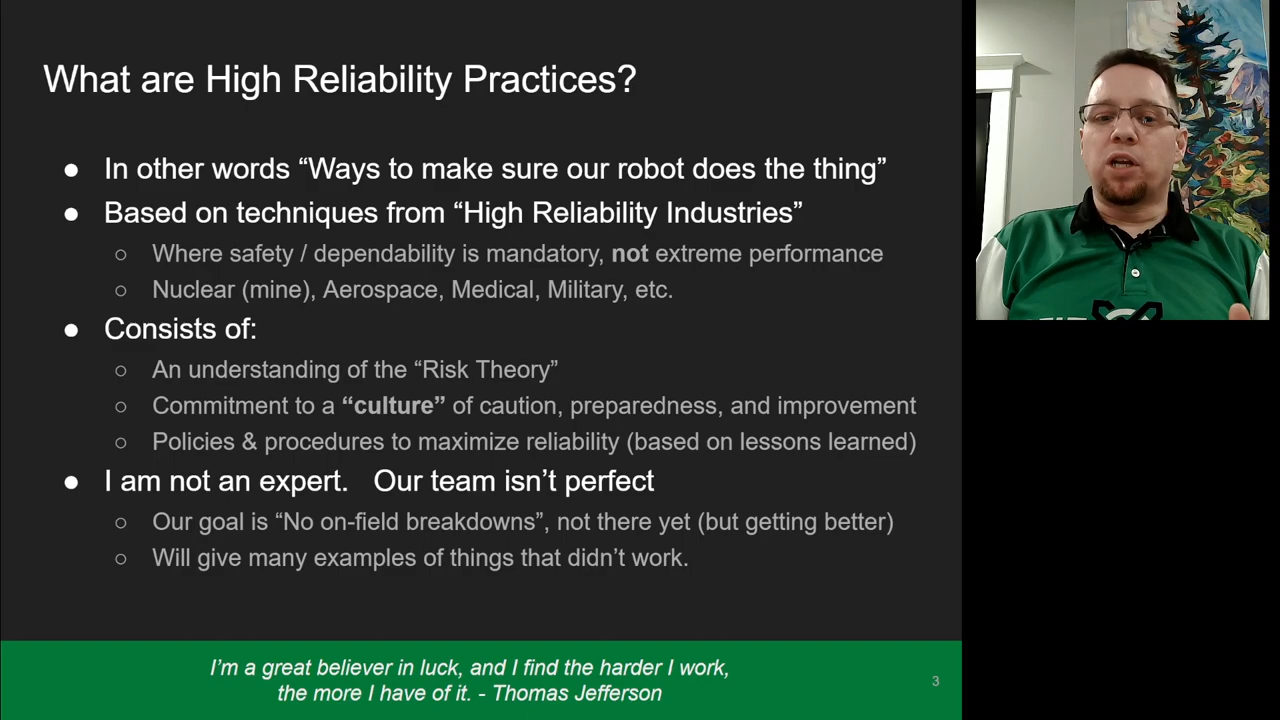 What are High Reliability Practices?
● In other words “Ways to make sure our robot does the thing”
● Based on techniques from “High Reliability Industries”
○ Where safety / dependability is mandatory, not extreme performance
○ Nuclear (mine), Aerospace, Medical, Military, etc.
● Consists of:
○ An understanding of the “Risk Theory”
○ Commitment to a “culture” of caution, preparedness, and improvement
○ Policies & procedures to maximize reliability (based on lessons learned)
● I am not an expert. Our team isn’t perfect
○ Our goal is “No on-field breakdowns”, not there yet (but getting better)
○ Will give many examples of things that didn’t work.
I’m a great believer in luck, and I find the harder I work,
the more I have of it. - Thomas Jefferson
3